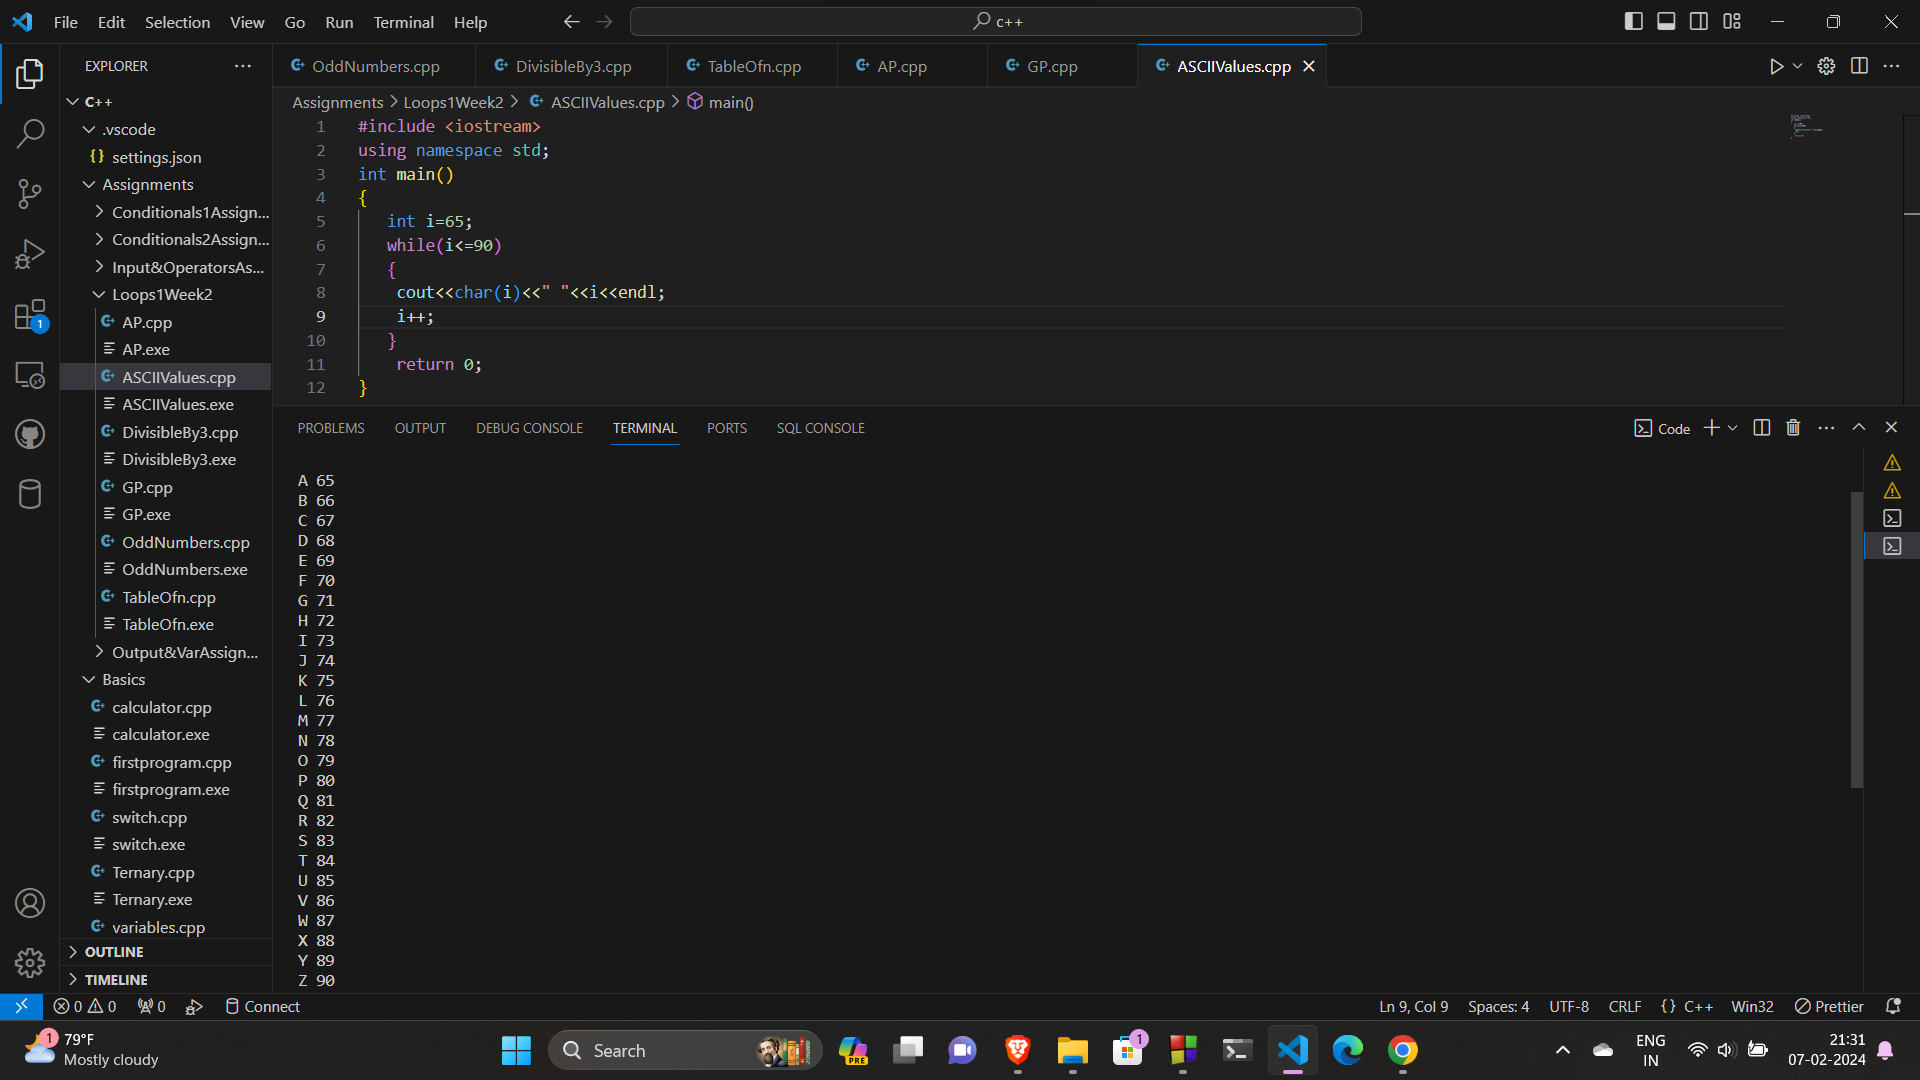 File Edit Selection View Go Run Terminal Help
c++
EXPLORER
OddNumbers.cpp DivisibleBy3.cpp TableOfn.cpp AP.cpp GP.cpp ASCIIValues.cpp
Assignments > Loops1Week2 > ASCIIValues.cpp > main()
C++
.vscode
settings.json
Assignments
Conditionals1Assign...
Conditionals2Assign...
Input&OperatorsAs...
Loops1Week2
AP.cpp
AP.exe
ASCIIValues.cpp
ASCIIValues.exe
DivisibleBy3.cpp
DivisibleBy3.exe
GP.cpp
GP.exe
OddNumbers.cpp
OddNumbers.exe
TableOfn.cpp
TableOfn.exe
Output&VarAssign...
Basics
calculator.cpp
calculator.exe
firstprogram.cpp
firstprogram.exe
switch.cpp
switch.exe
Ternary.cpp
Ternary.exe
variables.cpp
OUTLINE
TIMELINE
1 #include <iostream>
2 using namespace std;
3 int main()
4 {
5 int i=65;
6 while(i<=90)
7 {
8 cout<<char(i)<<" "<<i<<endl;
9 i++;
10 }
11 return 0;
12 }
PROBLEMS OUTPUT DEBUG CONSOLE TERMINAL PORTS SQL CONSOLE
Code
A 65
B 66
C 67
D 68
E 69
F 70
G 71
H 72
I 73
J 74
K 75
L 76
M 77
N 78
O 79
P 80
Q 81
R 82
S 83
T 84
U 85
V 86
W 87
X 88
Y 89
Z 90
1
0 0 0 Connect
Ln 9, Col 9 Spaces: 4 UTF-8 CRLF {} C++ Win32 Prettier
1
79°F
Mostly cloudy
Search
PRE
1
ENG
IN
21:31
07-02-2024